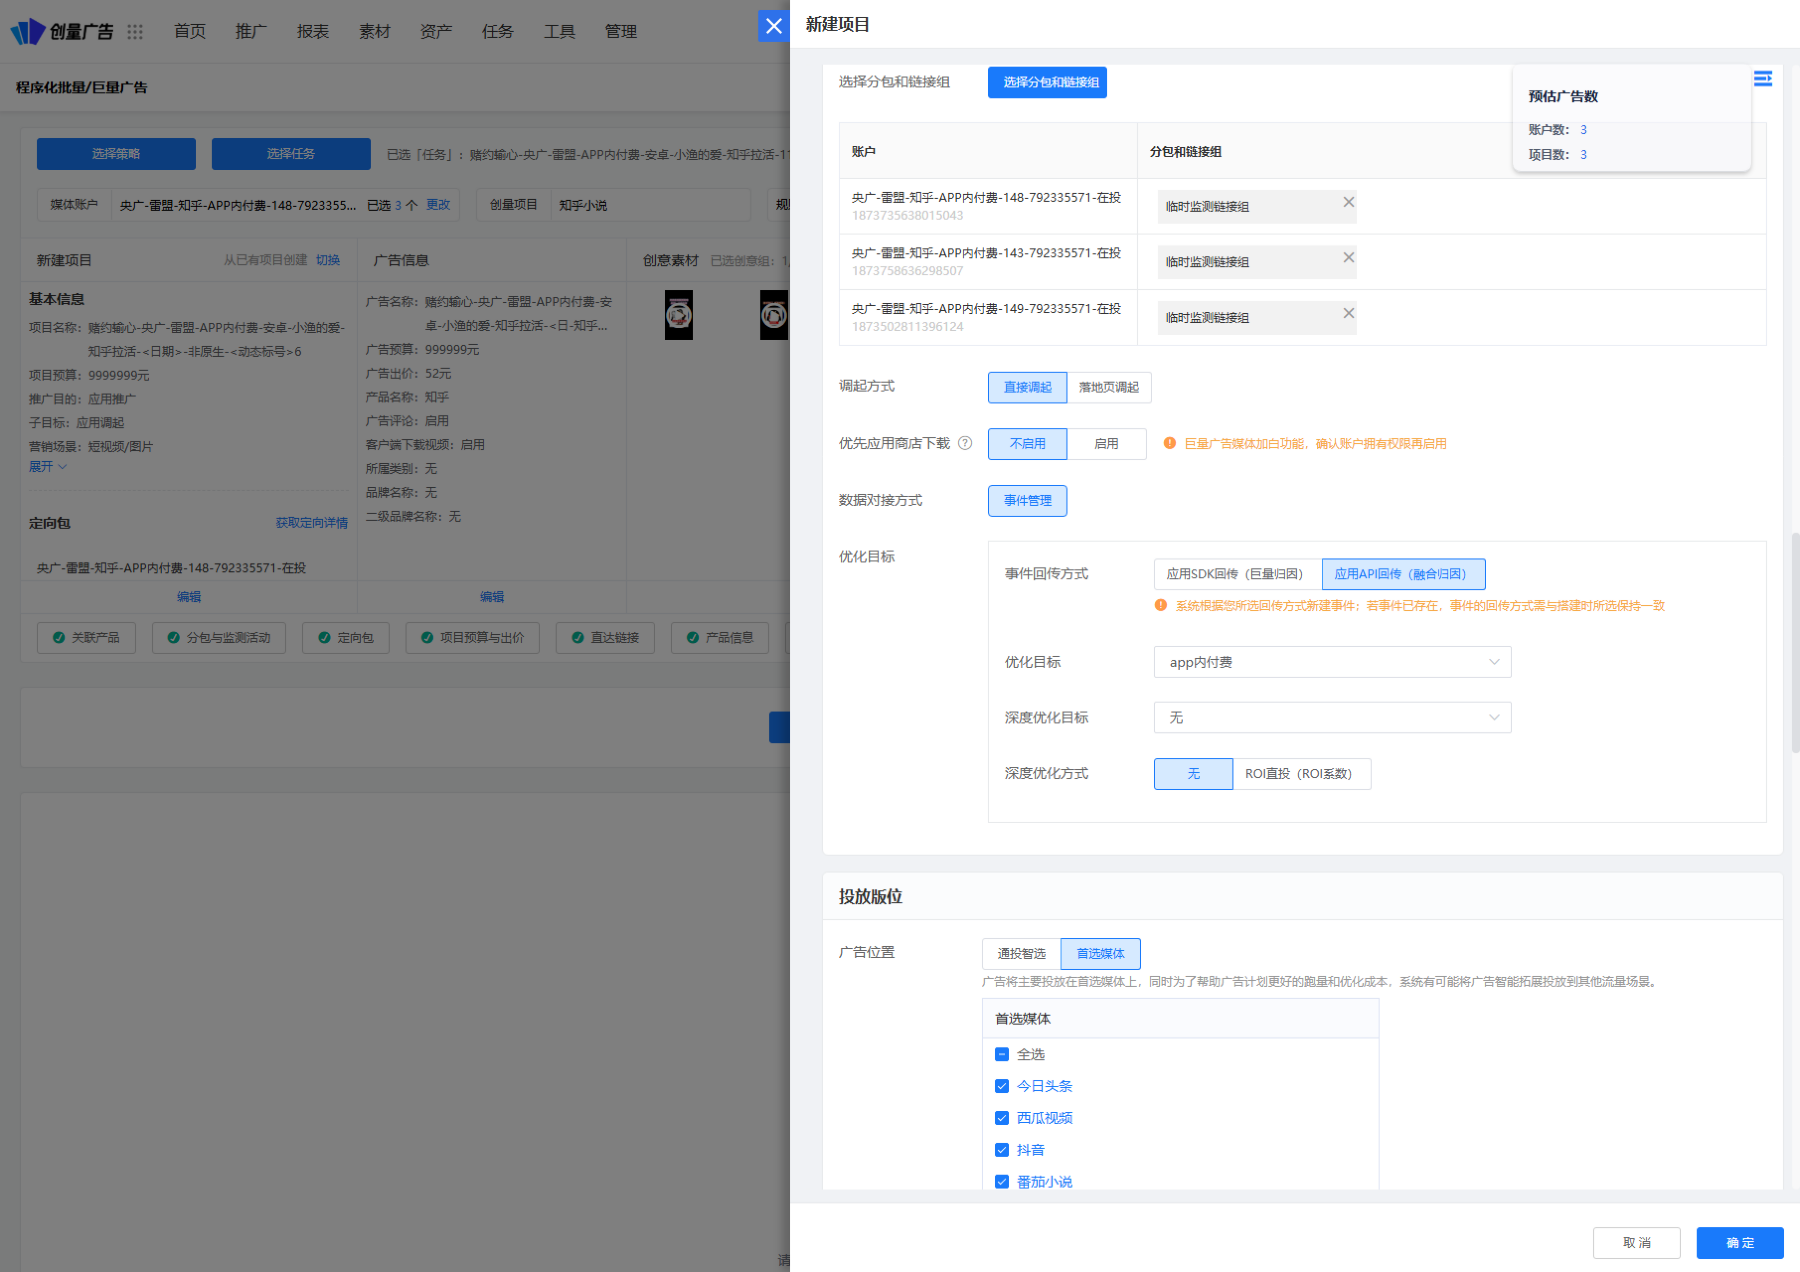 创量广告
首页 推广 报表 素材 资产 任务 工具 管理
程序化批量/巨量广告
选择策略 选择任务 已选「任务」：赌约输心-央广-雷盟-APP内付费-安卓-小渔的爱-知乎拉活-1
媒体账户 央广-雷盟-知乎-APP内付费-148-7923355... 已选 3 个 更改 创量项目 知乎小说
新建项目 从已有项目创建 切换 广告信息 创意素材 已选创意组：
基本信息
项目名称：赌约输心-央广-雷盟-APP内付费-安卓-小渔的爱-
知乎拉活-<日期>-非原生-<动态标号>6
项目预算：9999999元
推广目的：应用推广
子目标：应用调起
营销场景：短视频/图片
展开
定向包 获取定向详情
央广-雷盟-知乎-APP内付费-148-792335571-在投
编辑
广告名称：赌约输心-央广-雷盟-APP内付费-安
卓-小渔的爱-知乎拉活-<日-知乎...
广告预算：999999元
广告出价：52元
产品名称：知乎
广告评论：启用
客户端下载视频：启用
所属类别：无
品牌名称：无
二级品牌名称：无
编辑
关联产品 分包与监测活动 定向包 项目预算与出价 直达链接 产品信息
请
新建项目
选择分包和链接组 选择分包和链接组
预估广告数
账户数： 3
项目数： 3
账户 分包和链接组
央广-雷盟-知乎-APP内付费-148-792335571-在投
1873735638015043
临时监测链接组
央广-雷盟-知乎-APP内付费-143-792335571-在投
1873758636298507
临时监测链接组
央广-雷盟-知乎-APP内付费-149-792335571-在投
1873502811396124
临时监测链接组
调起方式 直接调起 落地页调起
优先应用商店下载 ? 不启用 启用 巨量广告媒体加白功能，确认账户拥有权限再启用
数据对接方式 事件管理
优化目标
事件回传方式 应用SDK回传（巨量归因） 应用API回传（融合归因）
系统根据您所选回传方式新建事件；若事件已存在，事件的回传方式需与搭建时所选保持一致
优化目标 app内付费
深度优化目标 无
深度优化方式 无 ROI直投（ROI系数）
投放版位
广告位置 通投智选 首选媒体
广告将主要投放在首选媒体上，同时为了帮助广告计划更好的跑量和优化成本，系统有可能将广告智能拓展投放到其他流量场景。
首选媒体
全选
今日头条
西瓜视频
抖音
番茄小说
取 消 确 定